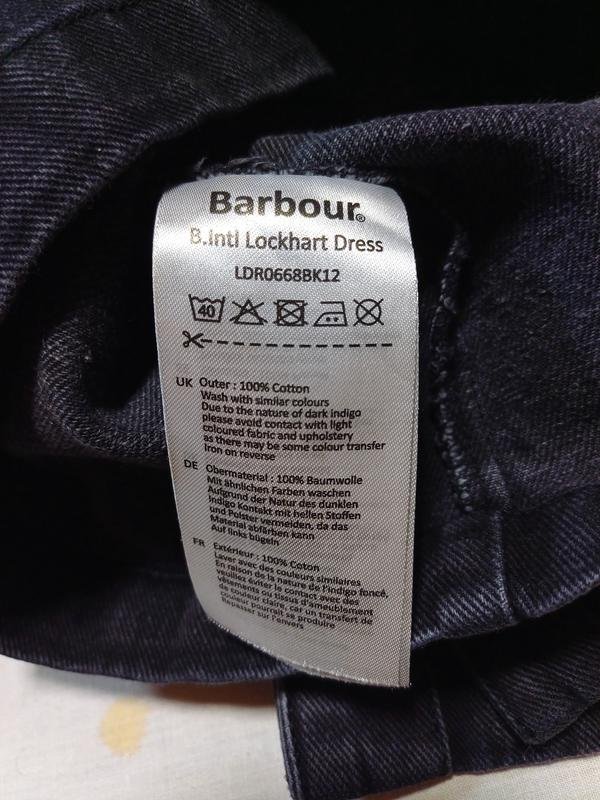 Barbour®
B.Intl Lockhart Dress
LDR0668BK12
40
UK Outer : 100% Cotton
Wash with similar colours
Due to the nature of dark indigo
please avoid contact with light
coloured fabric and upholstery
as there may be some colour transfer
Iron on reverse
DE Obermaterial : 100% Baumwolle
Mit ähnlichen Farben waschen
Aufgrund der Natur des dunklen
Indigo Kontakt mit hellen Stoffen
und Polster vermeiden, da das
Material abfärben kann
Auf links bügeln
FR Extérieur : 100% Coton
Laver avec des couleurs similaires
En raison de la nature de l'indigo foncé,
veuillez éviter le contact avec des
vêtements ou tissus d'ameublement
de couleur claire, car un transfert de
couleur pourrait se produire
Repasser sur l'envers